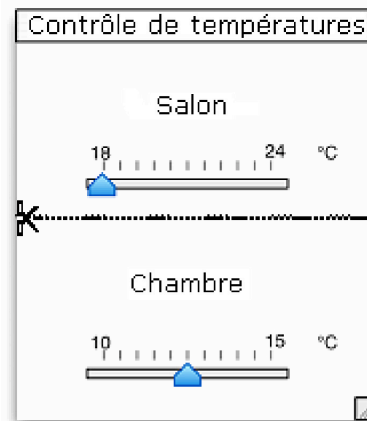 Contrôle de températures
Salon
18 24 °C
Chambre
10 15 °C